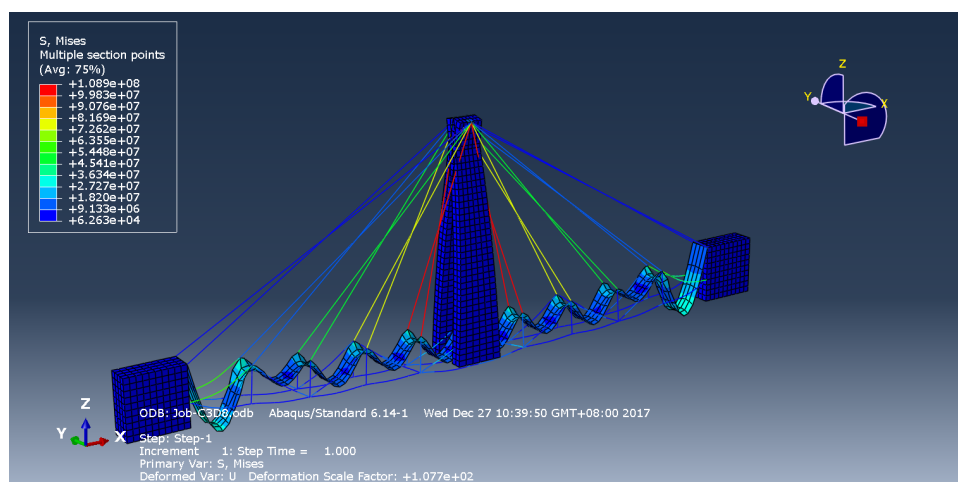 S, Mises
Multiple section points
(Avg: 75%)
+1.089e+08
+9.983e+07
+9.076e+07
+8.169e+07
+7.262e+07
+6.355e+07
+5.448e+07
+4.541e+07
+3.634e+07
+2.727e+07
+1.820e+07
+9.133e+06
+6.263e+04
Z
Y
X
Z
Y
X
ODB: Job-C3D8.odb Abaqus/Standard 6.14-1 Wed Dec 27 10:39:50 GMT+08:00 2017
Step: Step-1
Increment 1: Step Time = 1.000
Primary Var: S, Mises
Deformed Var: U Deformation Scale Factor: +1.077e+02